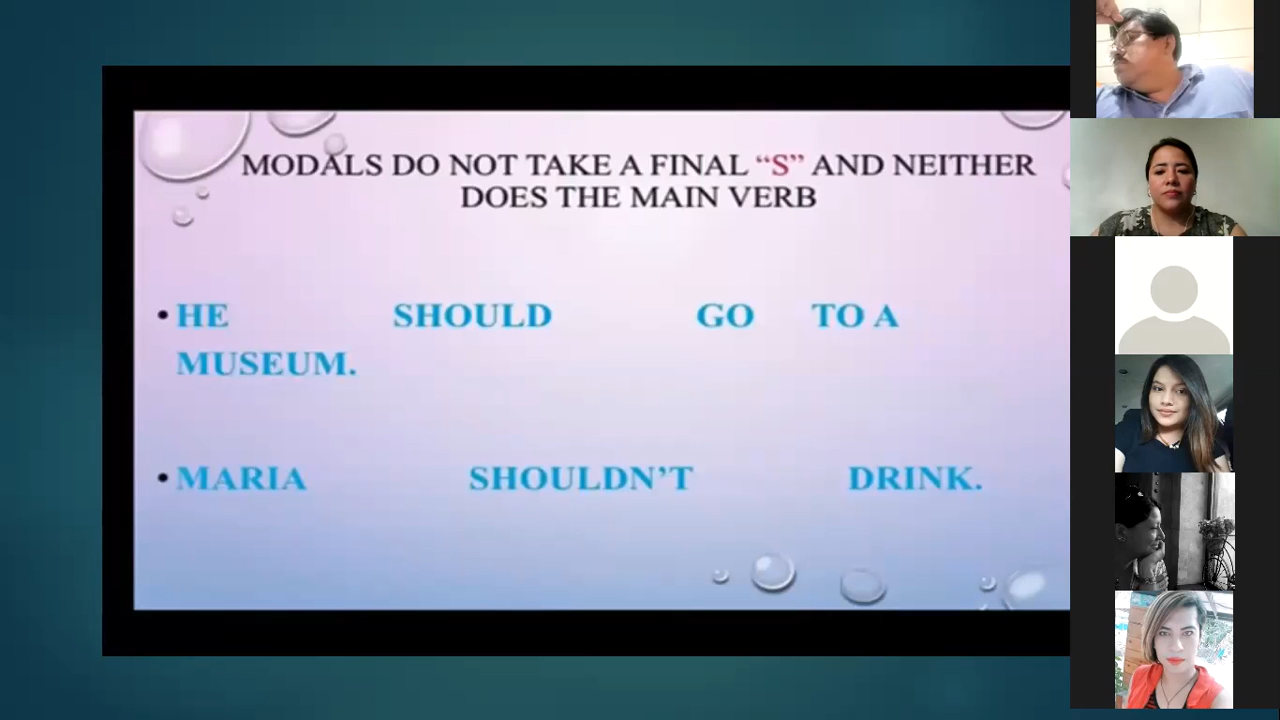 MODALS DO NOT TAKE A FINAL “S” AND NEITHER
DOES THE MAIN VERB
• HE SHOULD GO TO A
MUSEUM.
• MARIA SHOULDN’T DRINK.